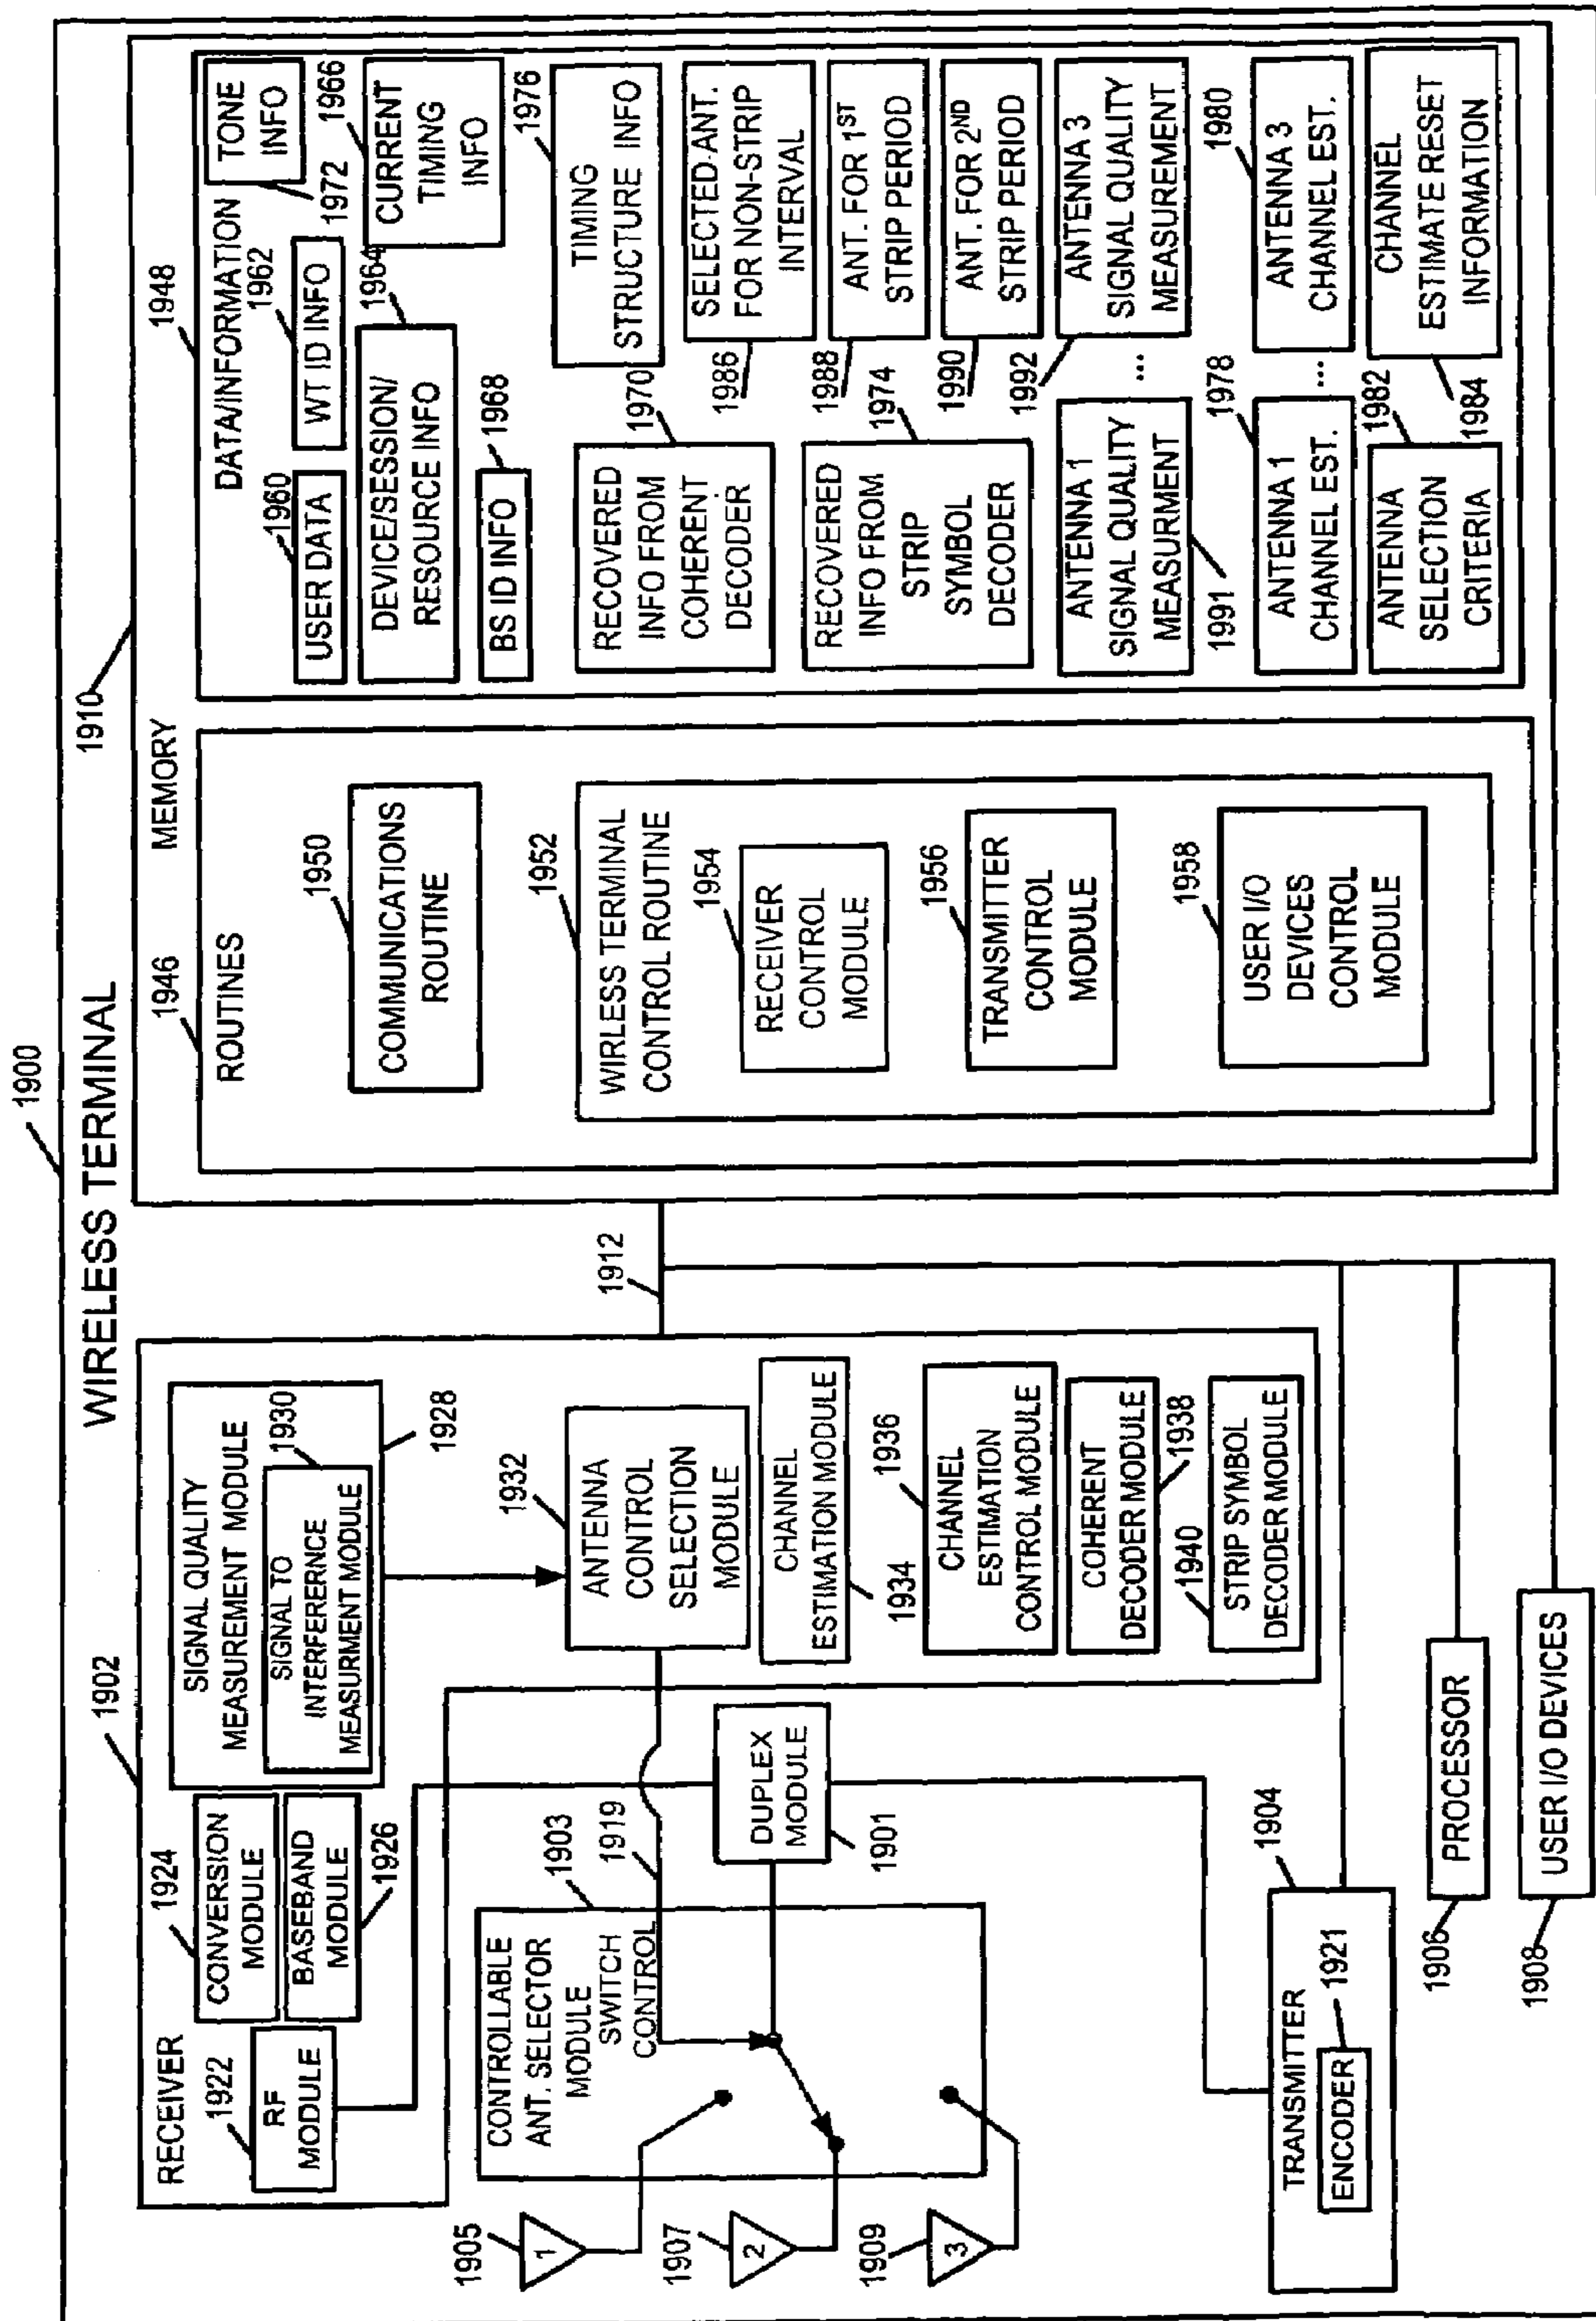 1900
WIRELESS TERMINAL
1902
RECEIVER
1922
RF
MODULE
1924
CONVERSION
MODULE
BASEBAND
MODULE
1926
SIGNAL QUALITY
MEASUREMENT MODULE
1930
SIGNAL TO
INTERFERENCE
MEASURMENT MODULE
1928
1932
ANTENNA
CONTROL
SELECTION
MODULE
CHANNEL
ESTIMATION MODULE
1934
1936
CHANNEL
ESTIMATION
CONTROL MODULE
COHERENT
DECODER MODULE
1938
1940
STRIP SYMBOL
DECODER MODULE
1903
1919
CONTROLLABLE
ANT. SELECTOR
MODULE
SWITCH
CONTROL
DUPLEX
MODULE
1901
1905
1
1907
2
1909
3
1904
TRANSMITTER
ENCODER
1921
1906
PROCESSOR
1908
USER I/O DEVICES
1912
1910
MEMORY
1946
ROUTINES
1950
COMMUNICATIONS
ROUTINE
1952
WIRLESS TERMINAL
CONTROL ROUTINE
1954
RECEIVER
CONTROL
MODULE
1956
TRANSMITTER
CONTROL
MODULE
1958
USER I/O
DEVICES
CONTROL
MODULE
1948
DATA/INFORMATION
1960
USER DATA
1962
WT ID INFO
1972
TONE
INFO
1964
DEVICE/SESSION/
RESOURCE INFO
1966
CURRENT
TIMING
INFO
1968
BS ID INFO
1976
TIMING
STRUCTURE INFO
1970
RECOVERED
INFO FROM
COHERENT
DECODER
1986
SELECTED ANT.
FOR NON-STRIP
INTERVAL
1988
ANT. FOR 1ST
STRIP PERIOD
1974
RECOVERED
INFO FROM
STRIP
SYMBOL
DECODER
1990
ANT. FOR 2ND
STRIP PERIOD
1992
ANTENNA 1
SIGNAL QUALITY
MEASURMENT
1991
...
ANTENNA 3
SIGNAL QUALITY
MEASUREMENT
1978
ANTENNA 1
CHANNEL EST.
...
1980
ANTENNA 3
CHANNEL EST.
1982
ANTENNA
SELECTION
CRITERIA
1984
CHANNEL
ESTIMATE RESET
INFORMATION